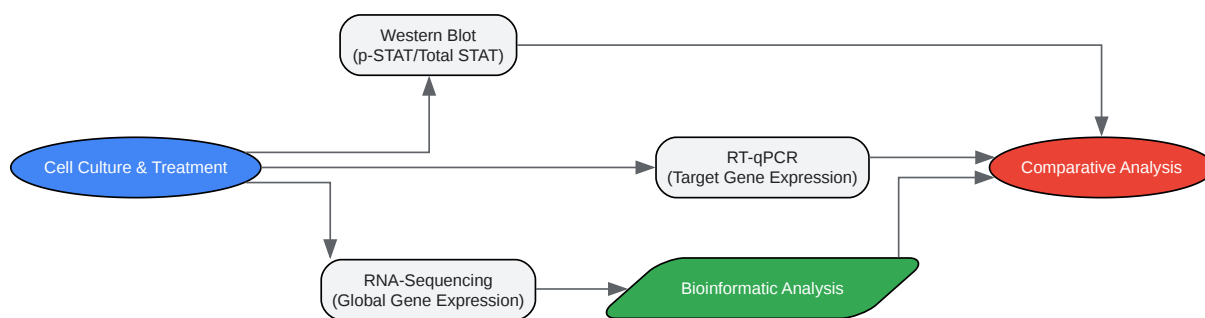 Western Blot
(p-STAT/Total STAT)
Cell Culture & Treatment
RT-qPCR
(Target Gene Expression)
Comparative Analysis
RNA-Sequencing
(Global Gene Expression)
Bioinformatic Analysis